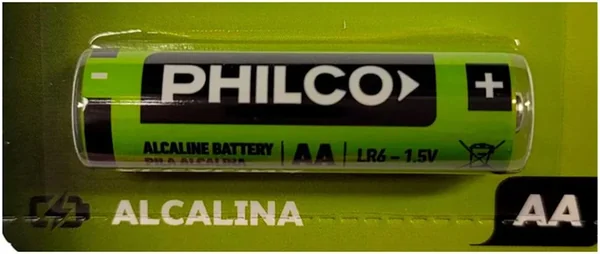 PHILCO
ALCALINE BATTERY AA LR6 – 1.5V
PILA ALCALINA
ALCALINA
AA